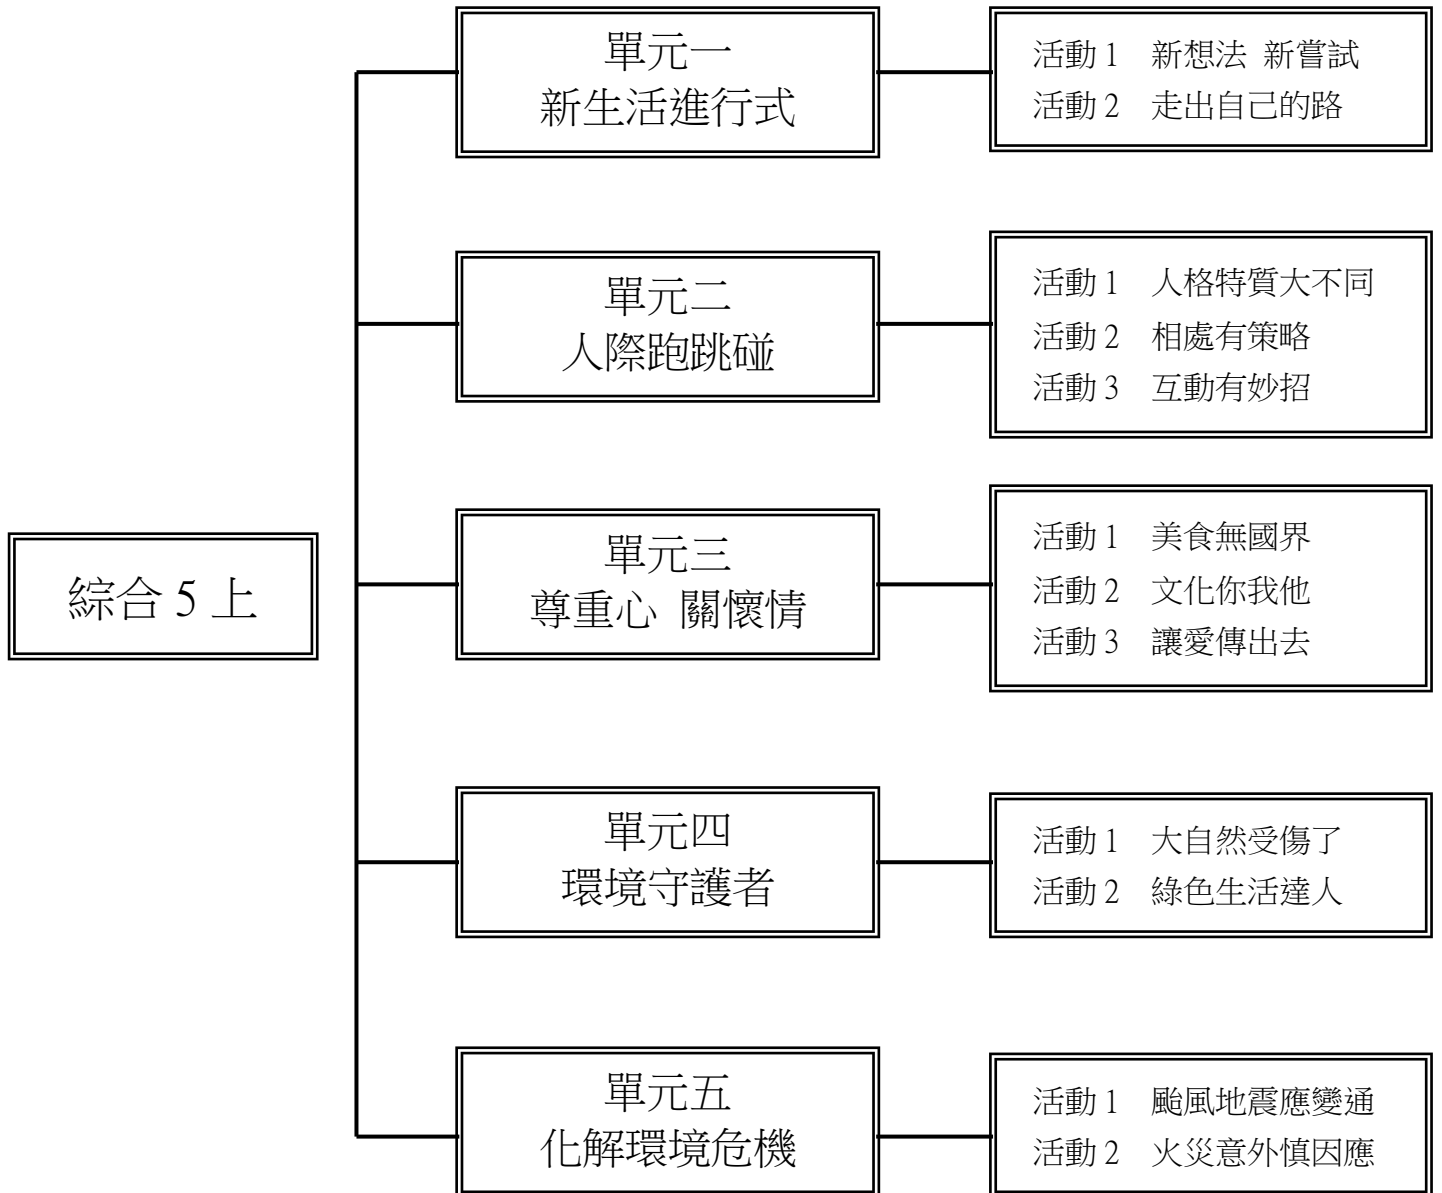 綜合 5 上
單元一
新生活進行式
活動 1 新想法 新嘗試
活動 2 走出自己的路
單元二
人際跑跳碰
活動 1 人格特質大不同
活動 2 相處有策略
活動 3 互動有妙招
單元三
尊重心 關懷情
活動 1 美食無國界
活動 2 文化你我他
活動 3 讓愛傳出去
單元四
環境守護者
活動 1 大自然受傷了
活動 2 綠色生活達人
單元五
化解環境危機
活動 1 颱風地震應變通
活動 2 火災意外慎因應